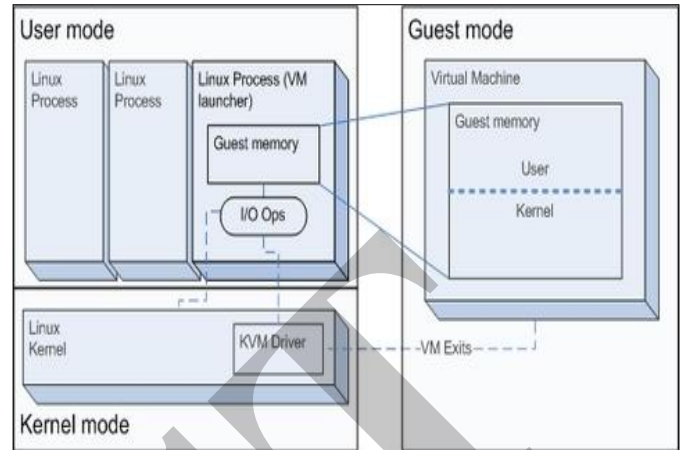 User mode
Linux
Process
Linux
Process
Linux Process (VM
launcher)
Guest memory
I/O Ops
Linux
Kernel
KVM Driver
Kernel mode
Guest mode
Virtual Machine
Guest memory
User
Kernel
VM Exits